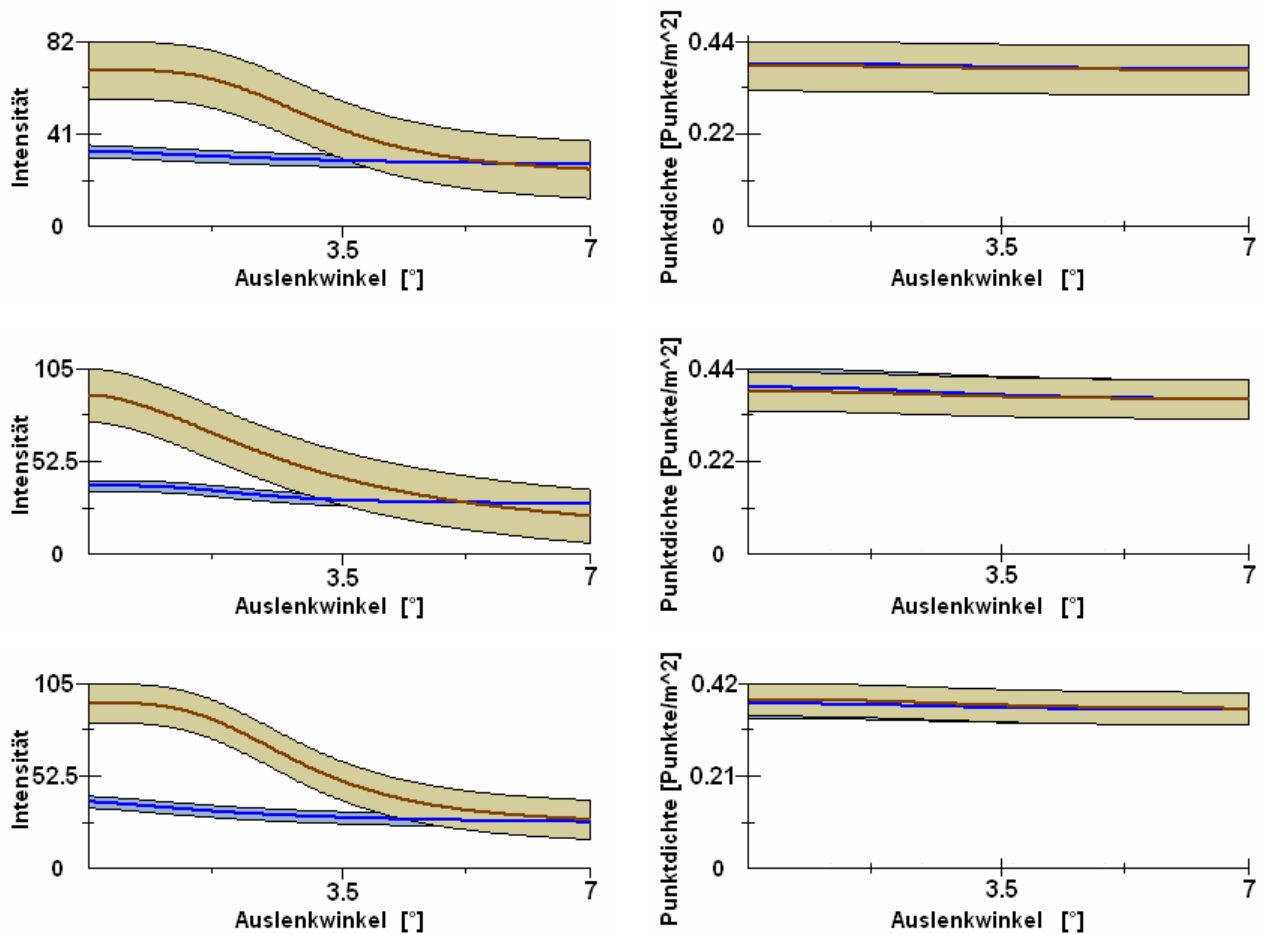 Intensität
82
41
0
3.5
7
Auslenkwinkel [°]
Punktdichte [Punkte/m^2]
0.44
0.22
0
3.5
7
Auslenkwinkel [°]
Intensität
105
52.5
0
3.5
7
Auslenkwinkel [°]
Punktdichte [Punkte/m^2]
0.44
0.22
0
3.5
7
Auslenkwinkel [°]
Intensität
105
52.5
0
3.5
7
Auslenkwinkel [°]
Punktdichte [Punkte/m^2]
0.42
0.21
0
3.5
7
Auslenkwinkel [°]